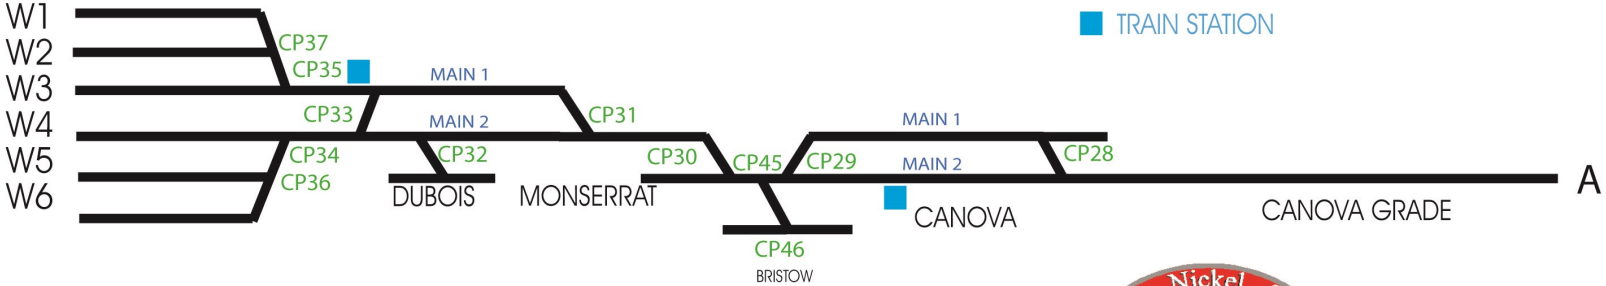 W1
TRAIN STATION
W2
CP37
CP35
W3
MAIN 1
CP33
CP31
W4
MAIN 2
MAIN 1
CP34
CP32
CP30
CP45
CP29
MAIN 2
CP28
W5
CP36
A
W6
DUBOIS
MONSERRAT
CANOVA
CANOVA GRADE
CP46
BRISTOW
Nickel